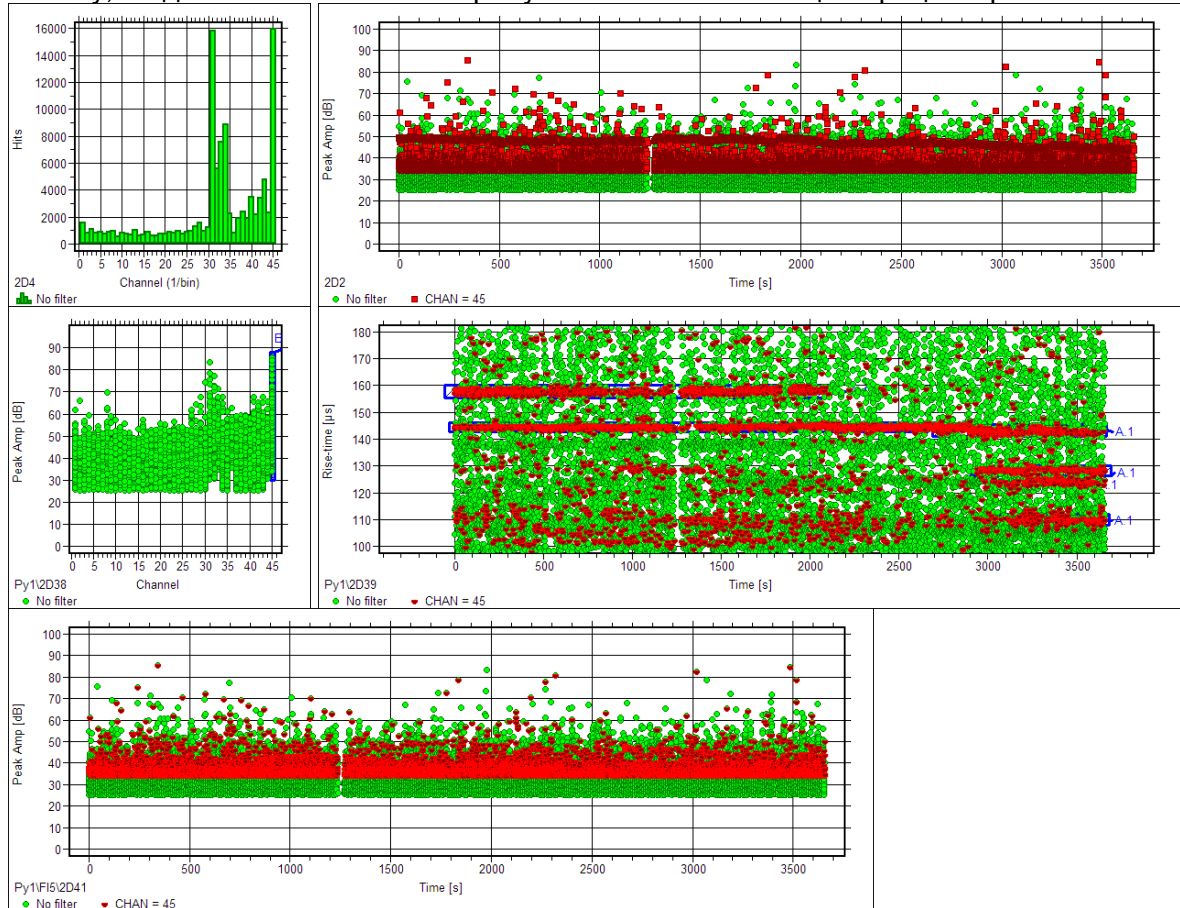 16000
14000
12000
10000
8000
6000
4000
2000
0
Hits
0 5 10 15 20 25 30 35 40 45
2D4 Channel (1/bin)
No filter
100
90
80
70
60
50
40
30
20
10
0
Peak Amp [dB]
0 500 1000 1500 2000 2500 3000 3500
2D2 Time [s]
No filter CHAN = 45
90
80
70
60
50
40
30
20
10
0
Peak Amp [dB]
0 5 10 15 20 25 30 35 40 45
Py1\2D38 Channel
No filter
180
170
160
150
140
130
120
110
100
Rise-time [µs]
A.1
A.1
1
A.1
0 500 1000 1500 2000 2500 3000 3500
Py1\2D39 Time [s]
No filter CHAN = 45
100
90
80
70
60
50
40
30
20
10
0
Peak Amp [dB]
0 500 1000 1500 2000 2500 3000 3500
Py1\FI5\2D41 Time [s]
No filter CHAN = 45